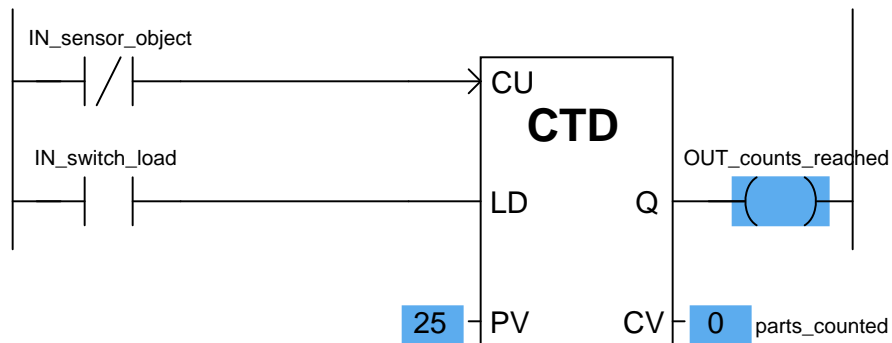 IN_sensor_object
CU
CTD
IN_switch_load
OUT_counts_reached
LD
Q
25
PV
CV
0
parts_counted